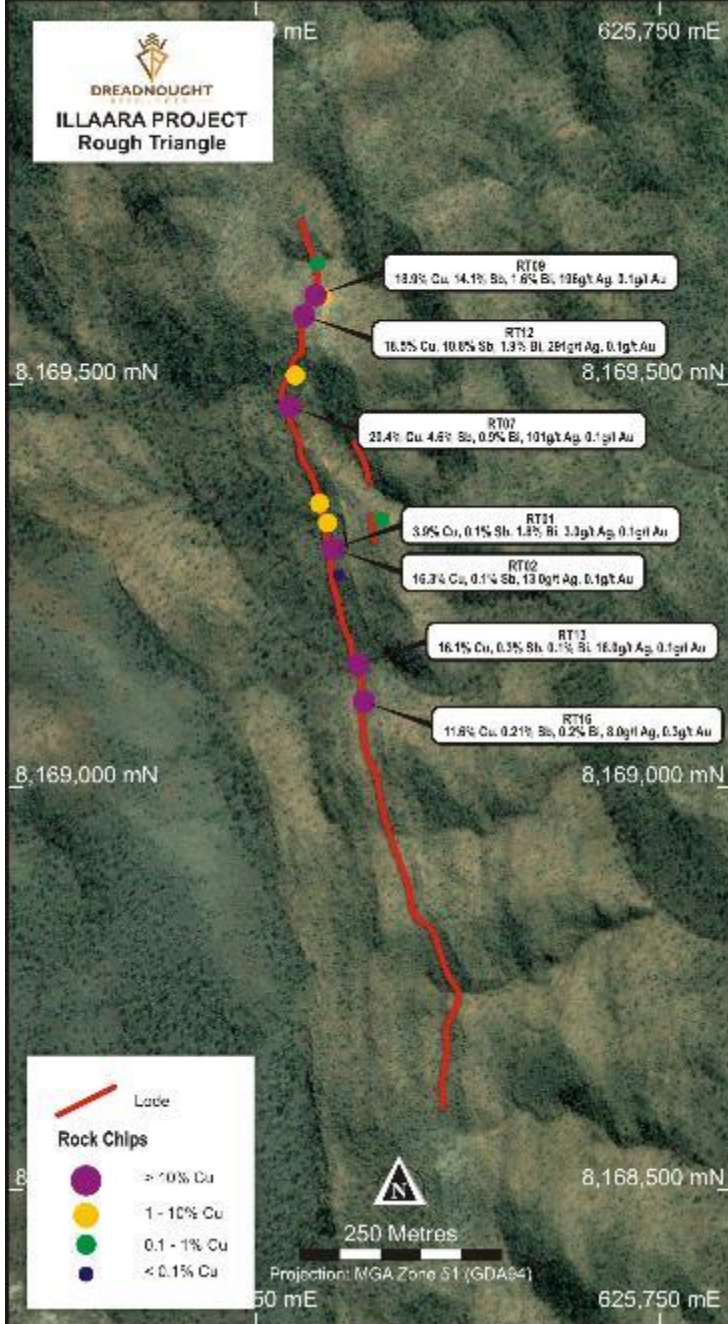 mE
625,750 mE
DREADNOUGHT
ILLAARA PROJECT
Rough Triangle
RT09
18.9% Cu, 14.1% Sb, 1.6% Bi, Ag, 0.1g/t Au
RT12
16.5% Cu, 10.8% Sb, 1.9% Bi, 291g/t Ag, 0.1g/t Au
8,169,500 mN
8,169,500 mN
RT07
20.4% Cu, 4.6% Sb, 0.9% Bi, 101g/t Ag, 0.1g/t Au
RT01
3.9% Cu, 0.1% Sb, 1.8% Bi, 3.0g/t Ag, 0.1g/t Au
RT02
16.3% Cu, 0.1% Sb, 13.0g/t Ag, 0.1g/t Au
RT13
16.1% Cu, 0.3% Sb, 0.1% Bi, 18.0g/t Ag, 0.1g/t Au
RT16
11.6% Cu, 0.21% Sb, 0.2% Bi, 8.0g/t Ag, 0.3g/t Au
8,169,000 mN
8,169,000 mN
Lode
Rock Chips
> 10% Cu
1 - 10% Cu
0.1 - 1% Cu
< 0.1% Cu
8
8,168,500 mN
N
250 Metres
Projection: MGA Zone 51 (GDA94)
50 mE
625,750 mE